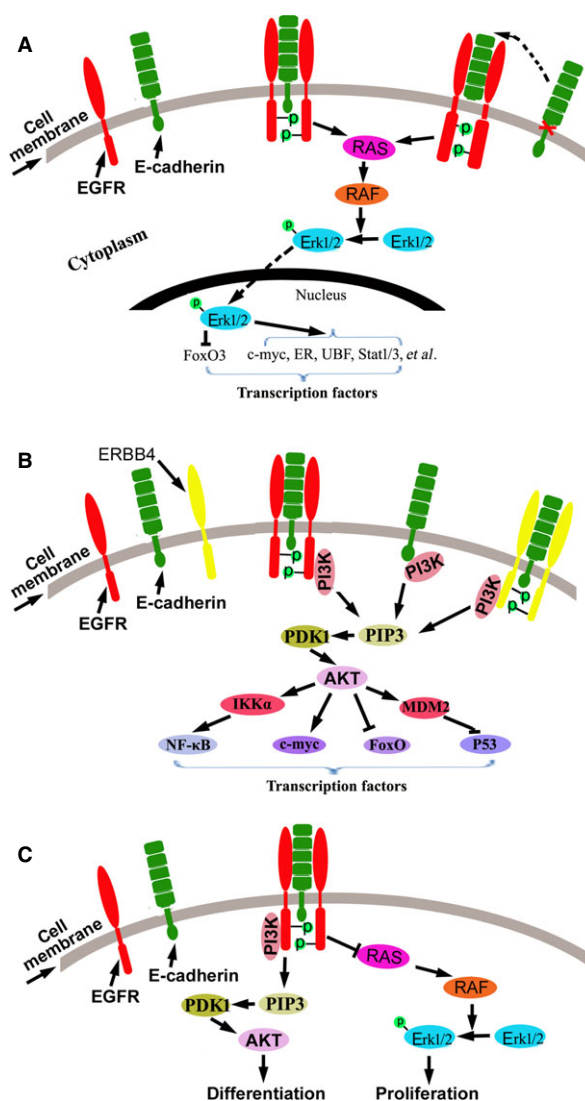 A
Cell
membrane
EGFR
E-cadherin
p
p
p
p
RAS
RAF
p
Erk1/2
Erk1/2
Cytoplasm
Nucleus
p
Erk1/2
FoxO3
c-myc, ER, UBF, Stat1/3, et al.
Transcription factors
B
ERBB4
Cell
membrane
EGFR
E-cadherin
p
p
PI3K
PI3K
PI3K
p
p
PDK1
PIP3
AKT
IKKα
MDM2
NF-κB
c-myc
FoxO
P53
Transcription factors
C
Cell
membrane
EGFR
E-cadherin
PI3K
p
p
RAS
PDK1
PIP3
RAF
AKT
p
Erk1/2
Erk1/2
Differentiation
Proliferation